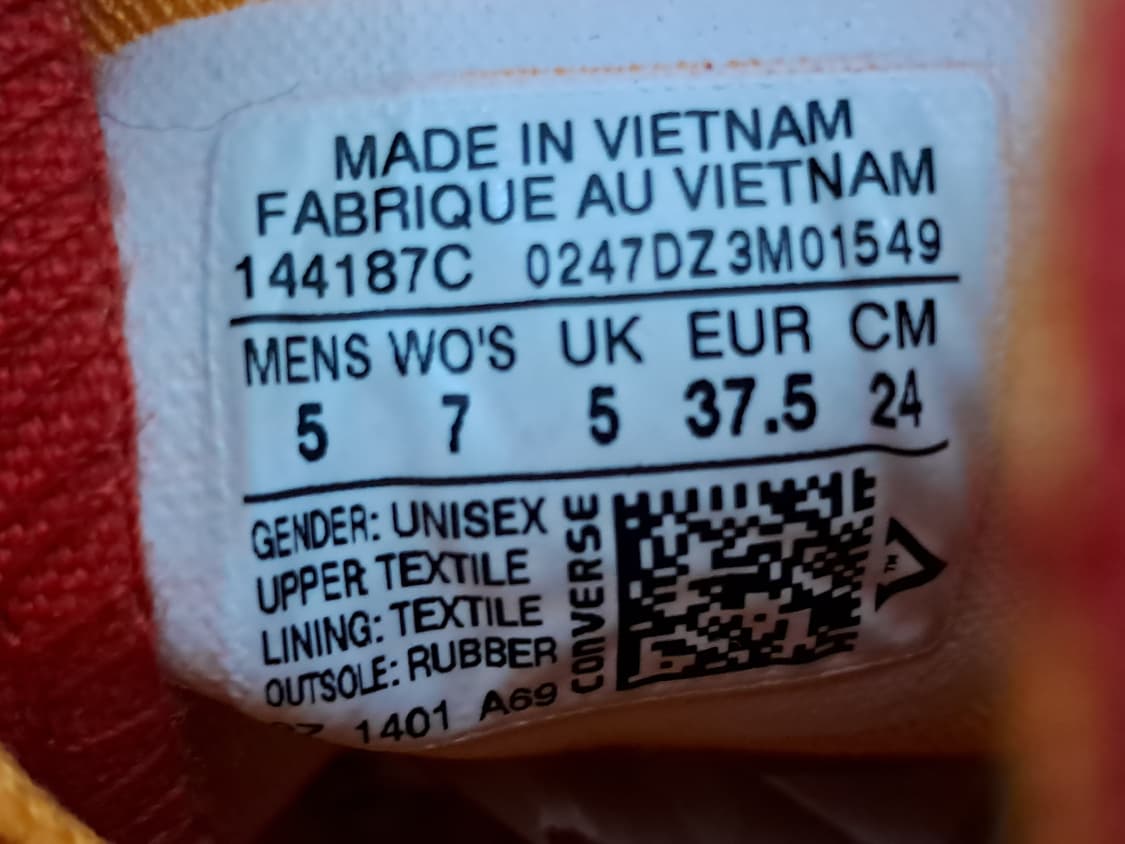 MADE IN VIETNAM
FABRIQUE AU VIETNAM
144187C 0247DZ3M01549
MENS WO'S UK EUR CM
5 7 5 37.5 24
GENDER: UNISEX
UPPER TEXTILE
LINING: TEXTILE
OUTSOLE: RUBBER
1401 A69
CONVERSE
TM